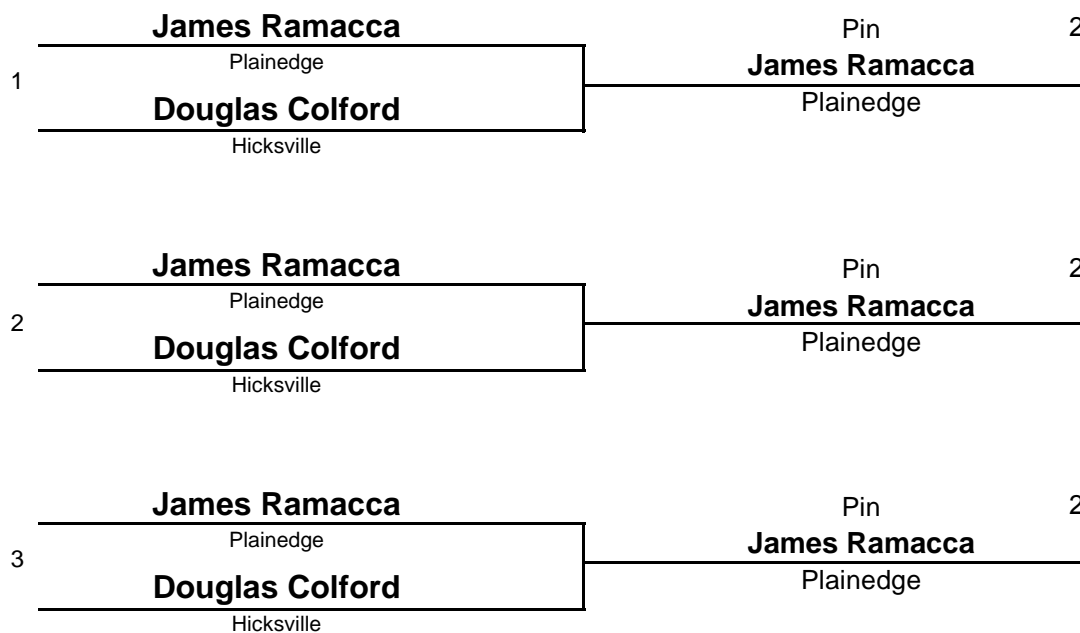 James Ramacca
Plainedge
1
Douglas Colford
Hicksville
Pin 2
James Ramacca
Plainedge
James Ramacca
Plainedge
2
Douglas Colford
Hicksville
Pin 2
James Ramacca
Plainedge
James Ramacca
Plainedge
3
Douglas Colford
Hicksville
Pin 2
James Ramacca
Plainedge